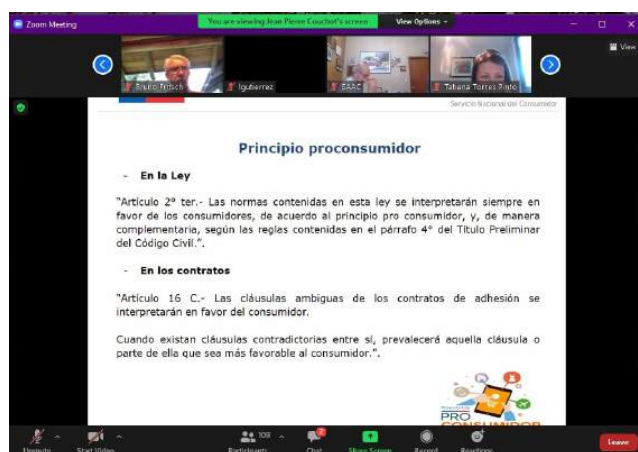 Zoom Meeting
You are viewing Jean Pierre Couchot's screen
View Options
View
Bruno Fritsch
lgutierrez
SAAC
Tatiana Torres Pinto
Servicio Nacional del Consumidor
Principio proconsumidor
- En la Ley
"Artículo 2° ter.- Las normas contenidas en esta ley se interpretarán siempre en
favor de los consumidores, de acuerdo al principio pro consumidor, y, de manera
complementaria, según las reglas contenidas en el párrafo 4° del Título Preliminar
del Código Civil.".
- En los contratos
"Artículo 16 C.- Las cláusulas ambiguas de los contratos de adhesión se
interpretarán en favor del consumidor.
Cuando existan cláusulas contradictorias entre sí, prevalecerá aquella cláusula o
parte de ella que sea más favorable al consumidor.".
PRO
CONSUMIDOR
109
2
Unmute
Start Video
Participants
Chat
Share Screen
Record
Reactions
Leave